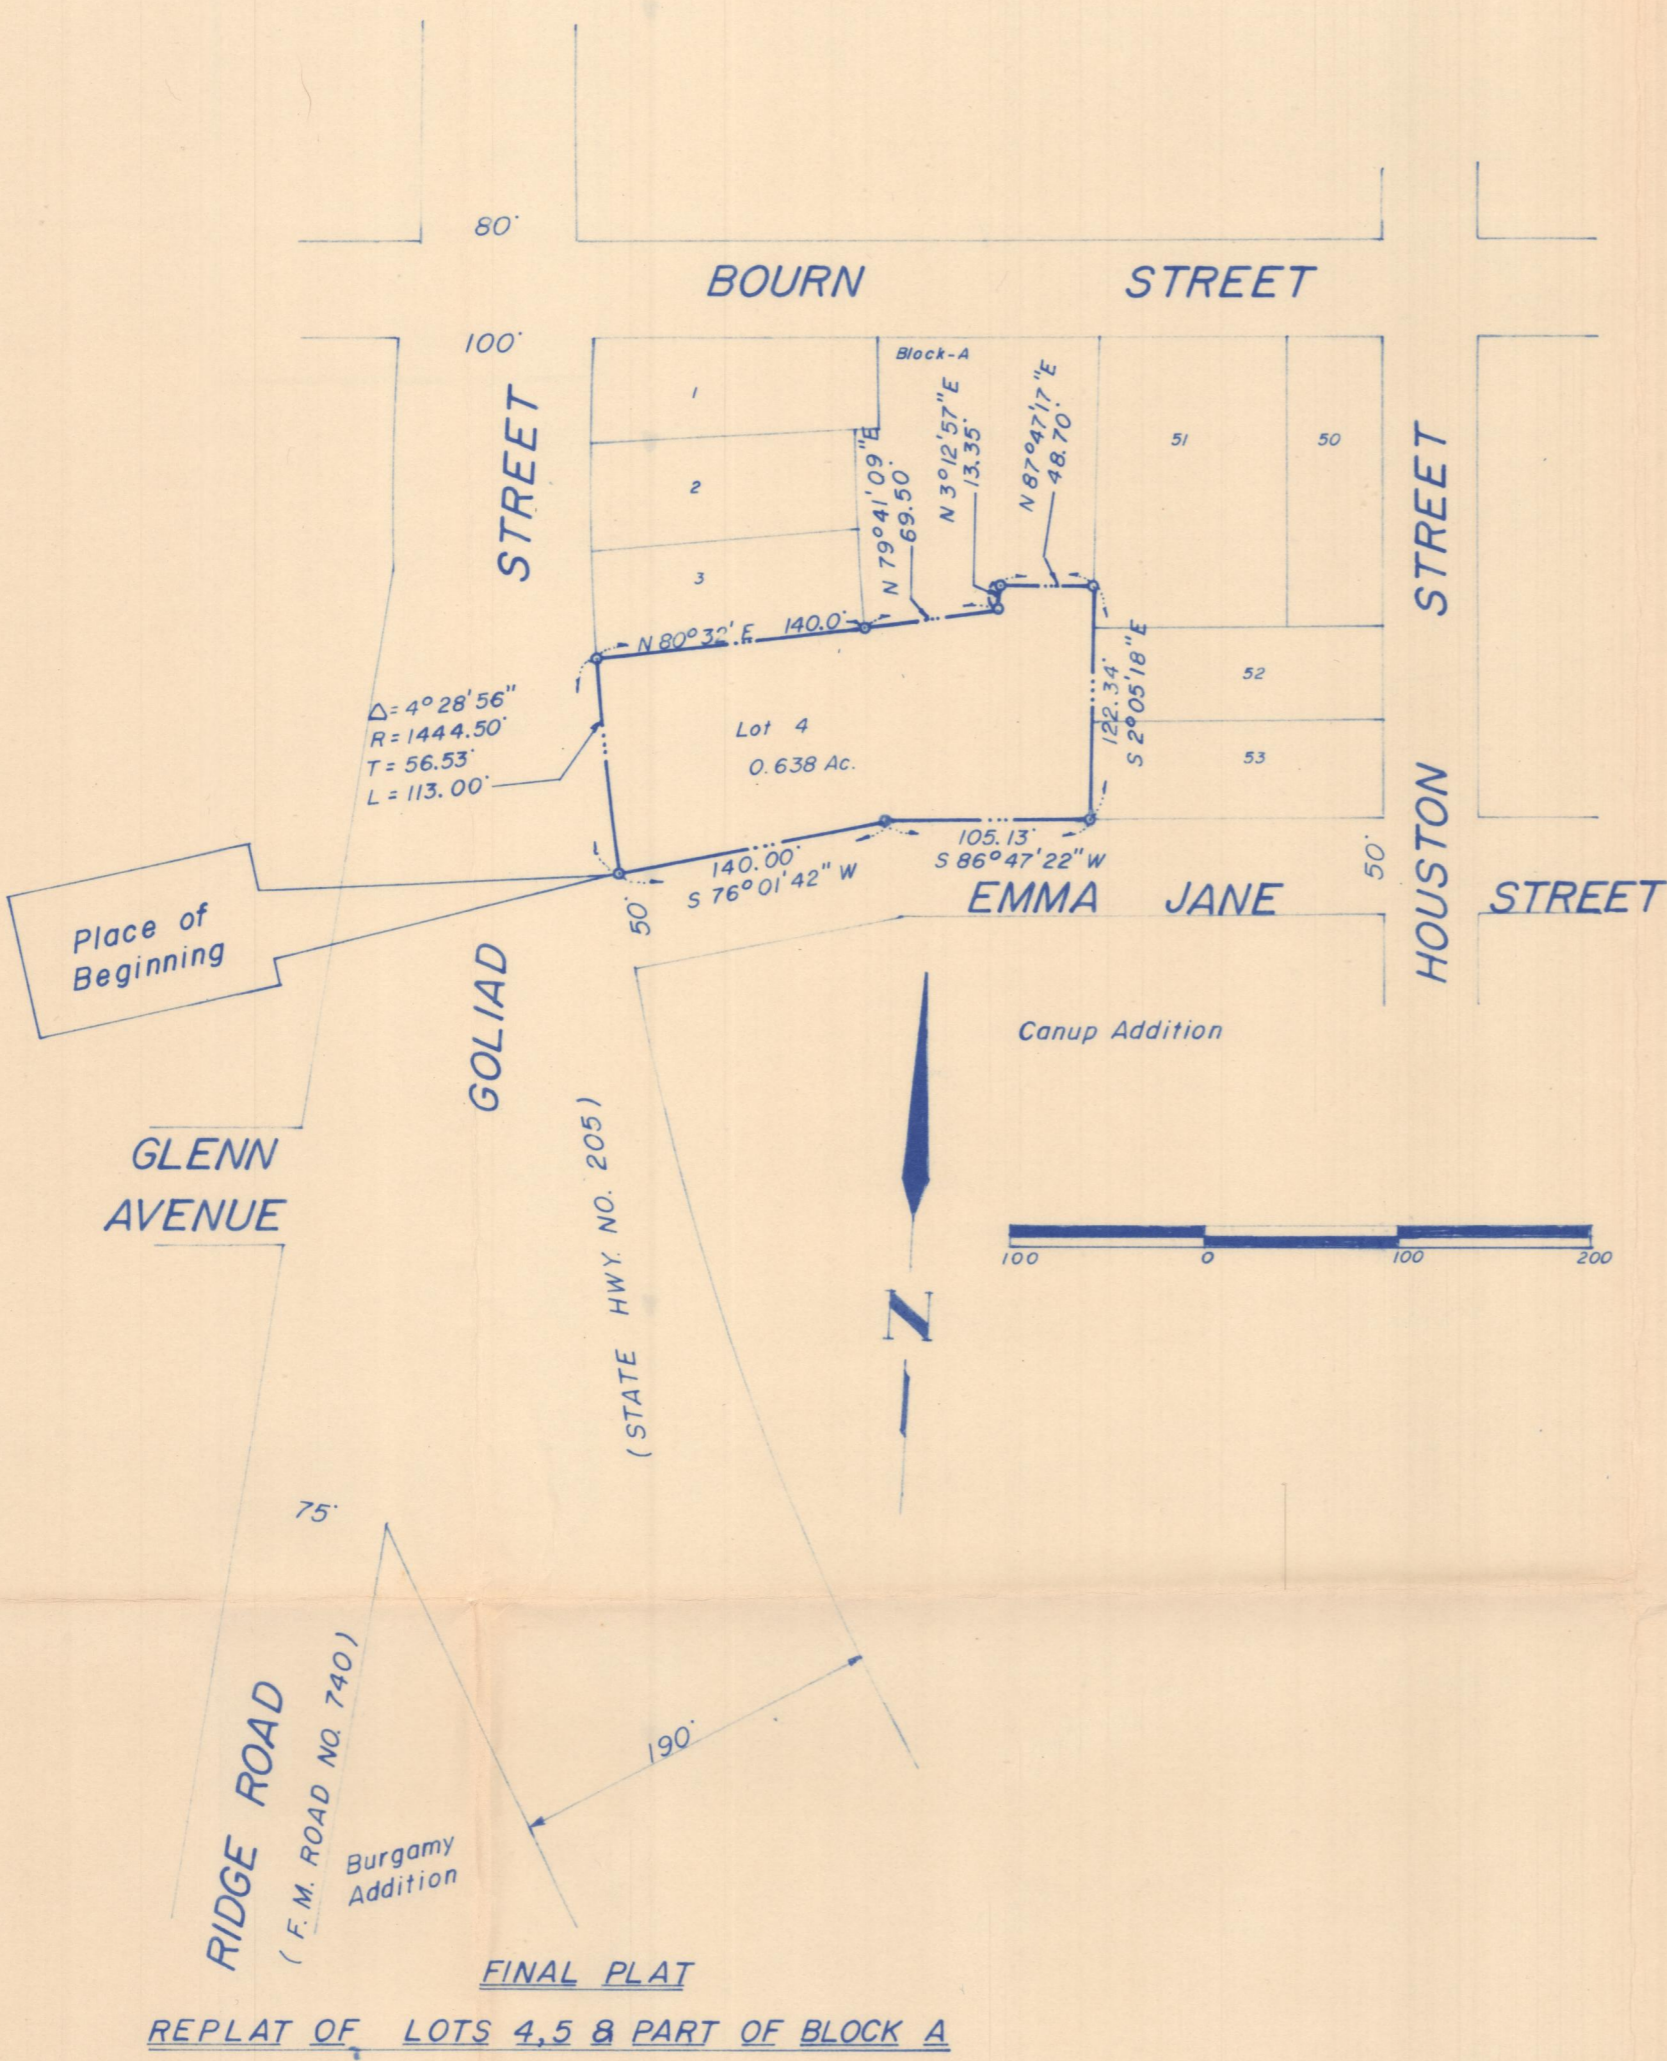 80'
BOURN STREET
100'
Block-A
STREET
1
2
3
N 79°41'09"E
69.50'
N 3°12'57"E
13.35'
N 87°47'17"E
48.70'
51
50
STREET
N 80°32' E 140.0'
Δ=4°28'56"
R=1444.50'
T=56.53'
L=113.00'
Lot 4
0.638 Ac.
122.34'
S 2°05'18"E
52
53
140.00'
S 76°01'42" W
105.13'
S 86°47'22" W
50'
HOUSTON
Place of
Beginning
50'
EMMA JANE STREET
GOLIAD
Canup Addition
(STATE HWY. NO. 205)
GLENN
AVENUE
100 0 100 200
N
75'
RIDGE ROAD
(F. M. ROAD NO. 740)
190'
Burgamy
Addition
FINAL PLAT
REPLAT OF LOTS 4,5 & PART OF BLOCK A